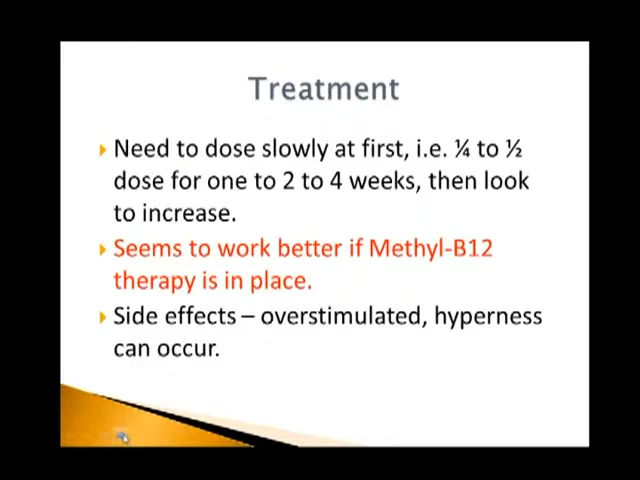 Treatment
Need to dose slowly at first, i.e. ¼ to ½
dose for one to 2 to 4 weeks, then look
to increase.
Seems to work better if Methyl-B12
therapy is in place.
Side effects – overstimulated, hyperness
can occur.